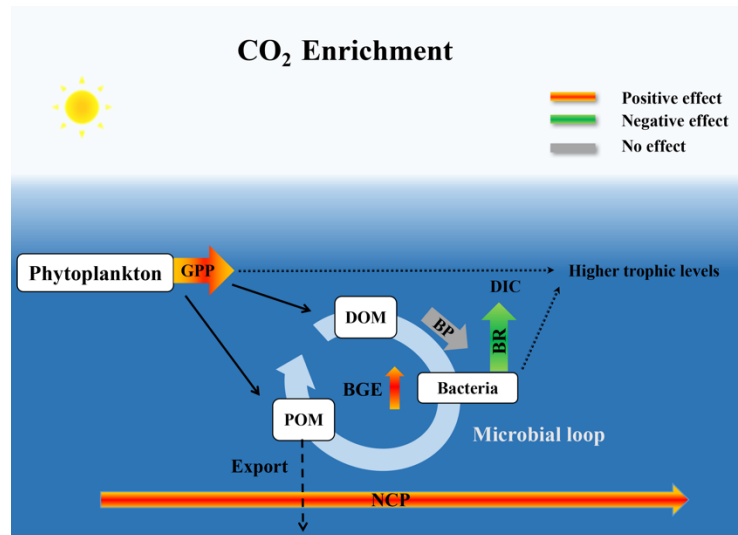 CO₂ Enrichment
Positive effect
Negative effect
No effect
Phytoplankton
GPP
Higher trophic levels
DIC
DOM
BP
BR
BGE
Bacteria
POM
Microbial loop
Export
NCP